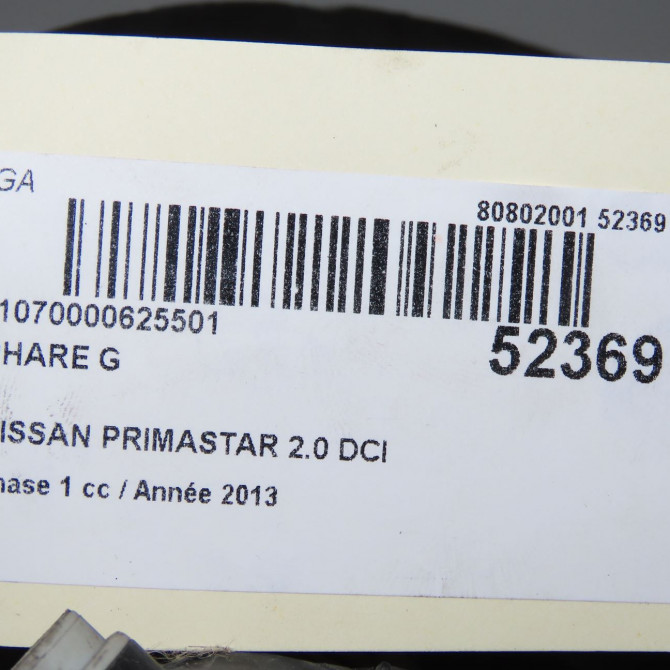 GA
80802001 52369
1070000625501
52369
HARE G
ISSAN PRIMASTAR 2.0 DCI
hase 1 cc / Année 2013